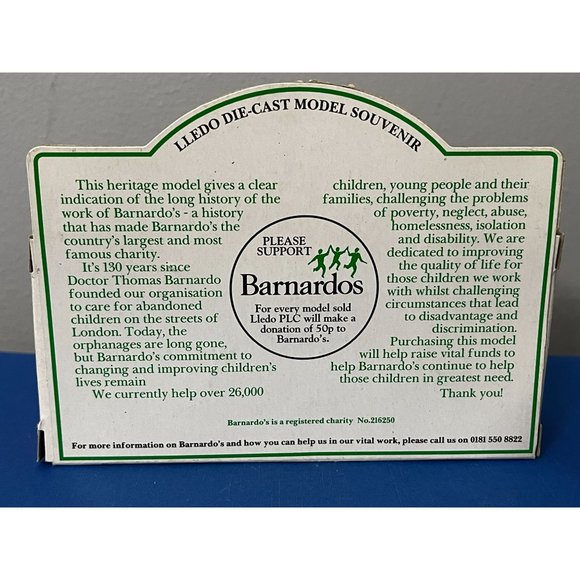 LLEDO DIE-CAST MODEL SOUVENIR
This heritage model gives a clear
indication of the long history of the
work of Barnardo's - a history
that has made Barnardo's the
country's largest and most
famous charity.
It's 130 years since
Doctor Thomas Barnardo
founded our organisation
to care for abandoned
children on the streets of
London. Today, the
orphanages are long gone,
but Barnardo's commitment to
changing and improving children's
lives remain
We currently help over 26,000
PLEASE
SUPPORT
Barnardos
For every model sold
Lledo PLC will make a
donation of 50p to
Barnardo's.
children, young people and their
families, challenging the problems
of poverty, neglect, abuse,
homelessness, isolation
and disability. We are
dedicated to improving
the quality of life for
those children we work
with whilst challenging
circumstances that lead
to disadvantage and
discrimination.
Purchasing this model
will help raise vital funds to
help Barnardo's continue to help
those children in greatest need.
Thank you!
Barnardo's is a registered charity No.216250
For more information on Barnardo's and how you can help us in our vital work, please call us on 0181 550 8822